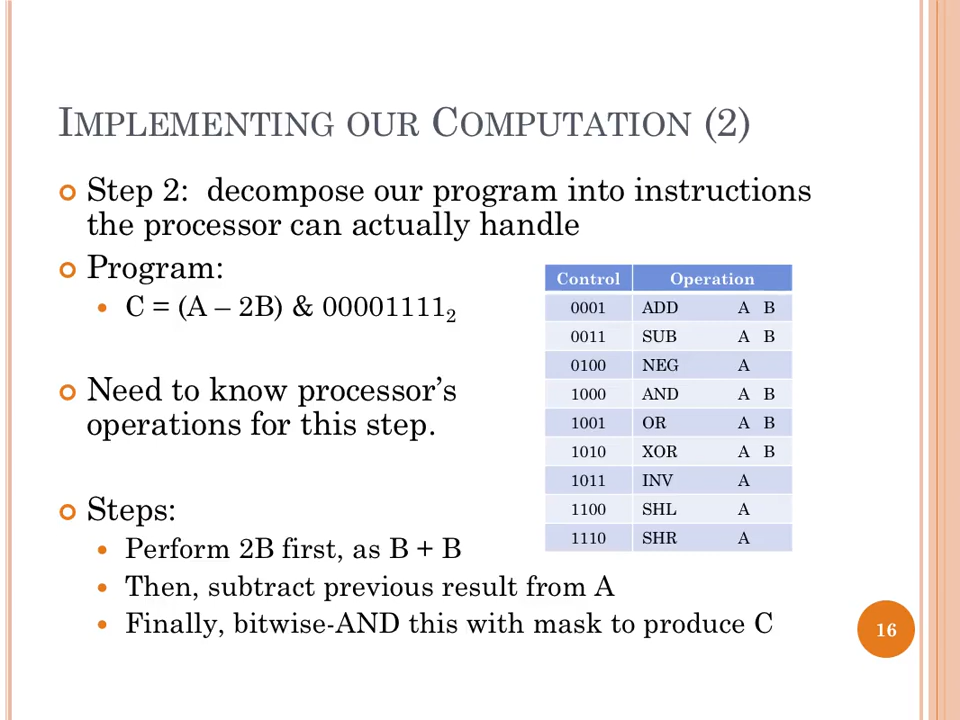 IMPLEMENTING OUR COMPUTATION (2)
Step 2: decompose our program into instructions
the processor can actually handle
Program:
C = (A – 2B) & 00001111₂
Need to know processor's
operations for this step.
Control Operation
0001 ADD A B
0011 SUB A B
0100 NEG A
1000 AND A B
1001 OR A B
1010 XOR A B
1011 INV A
1100 SHL A
1110 SHR A
Steps:
Perform 2B first, as B + B
Then, subtract previous result from A
Finally, bitwise-AND this with mask to produce C
16